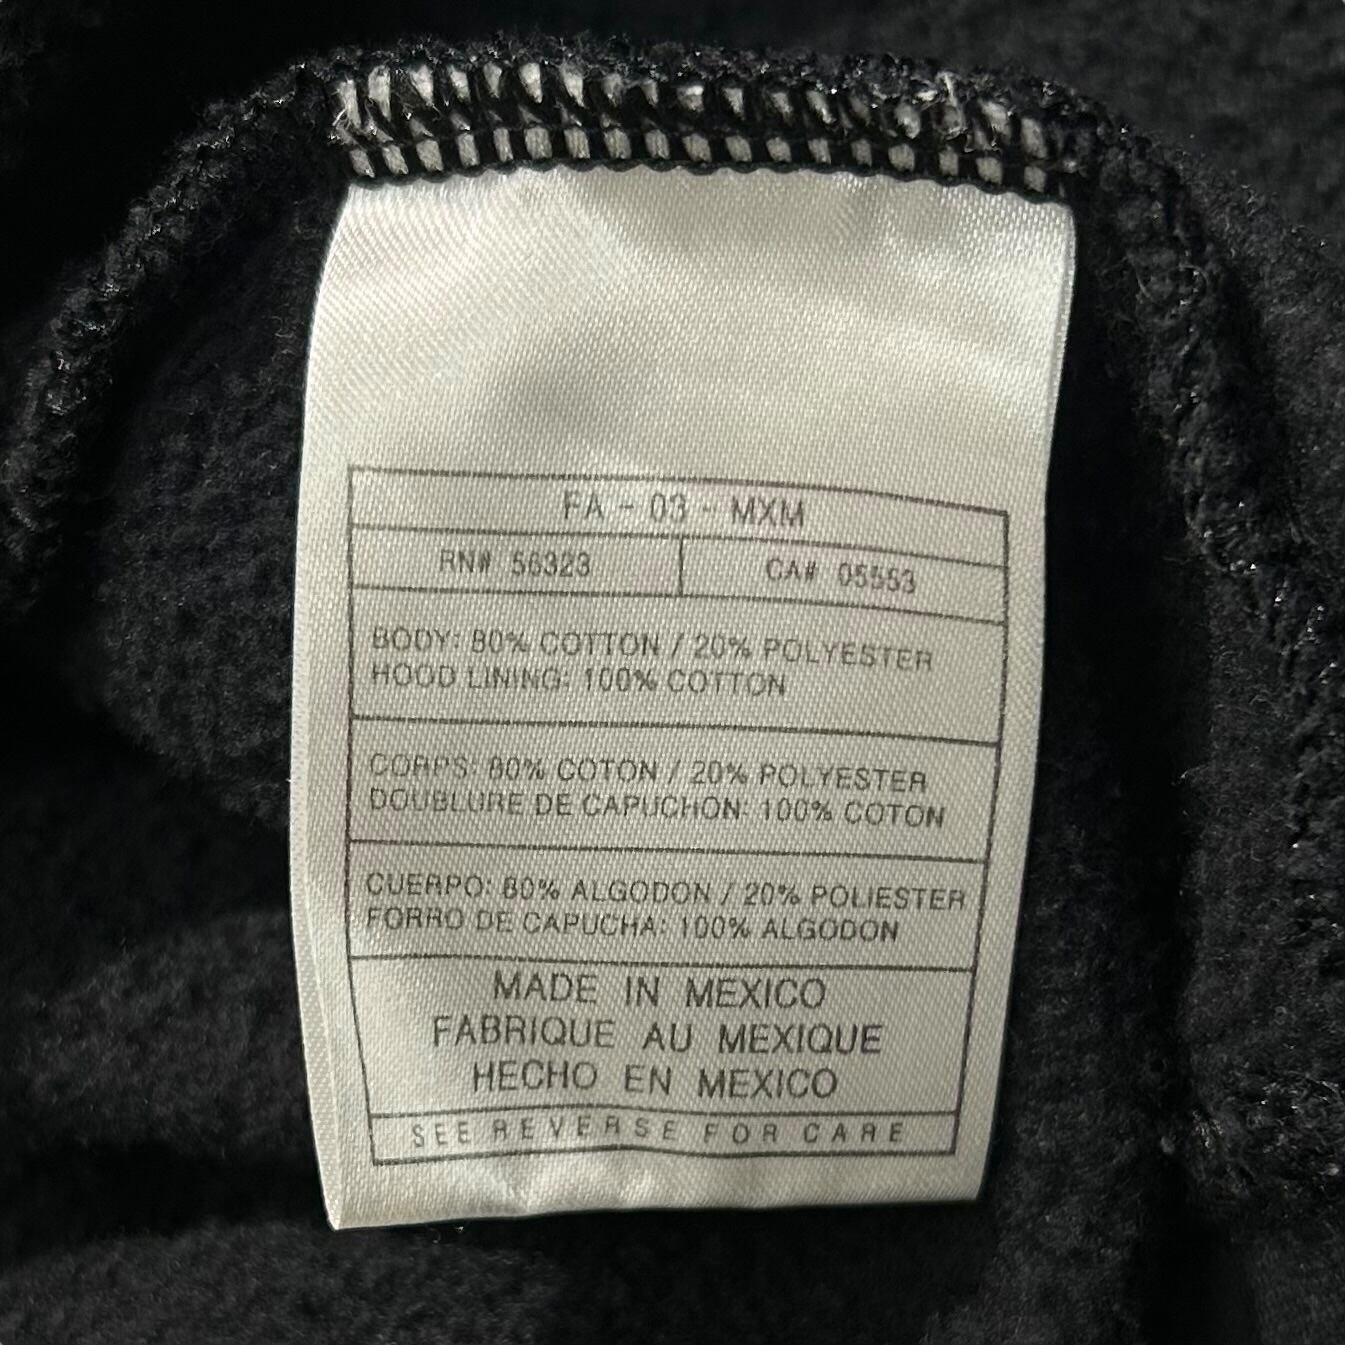 FA - 03 - MXM
RN# 56323
CA# 05553
BODY: 80% COTTON / 20% POLYESTER
HOOD LINING: 100% COTTON
CORPS: 80% COTON / 20% POLYESTER
DOUBLURE DE CAPUCHON: 100% COTON
CUERPO: 80% ALGODON / 20% POLIESTER
FORRO DE CAPUCHA: 100% ALGODON
MADE IN MEXICO
FABRIQUE AU MEXIQUE
HECHO EN MEXICO
SEE REVERSE FOR CARE